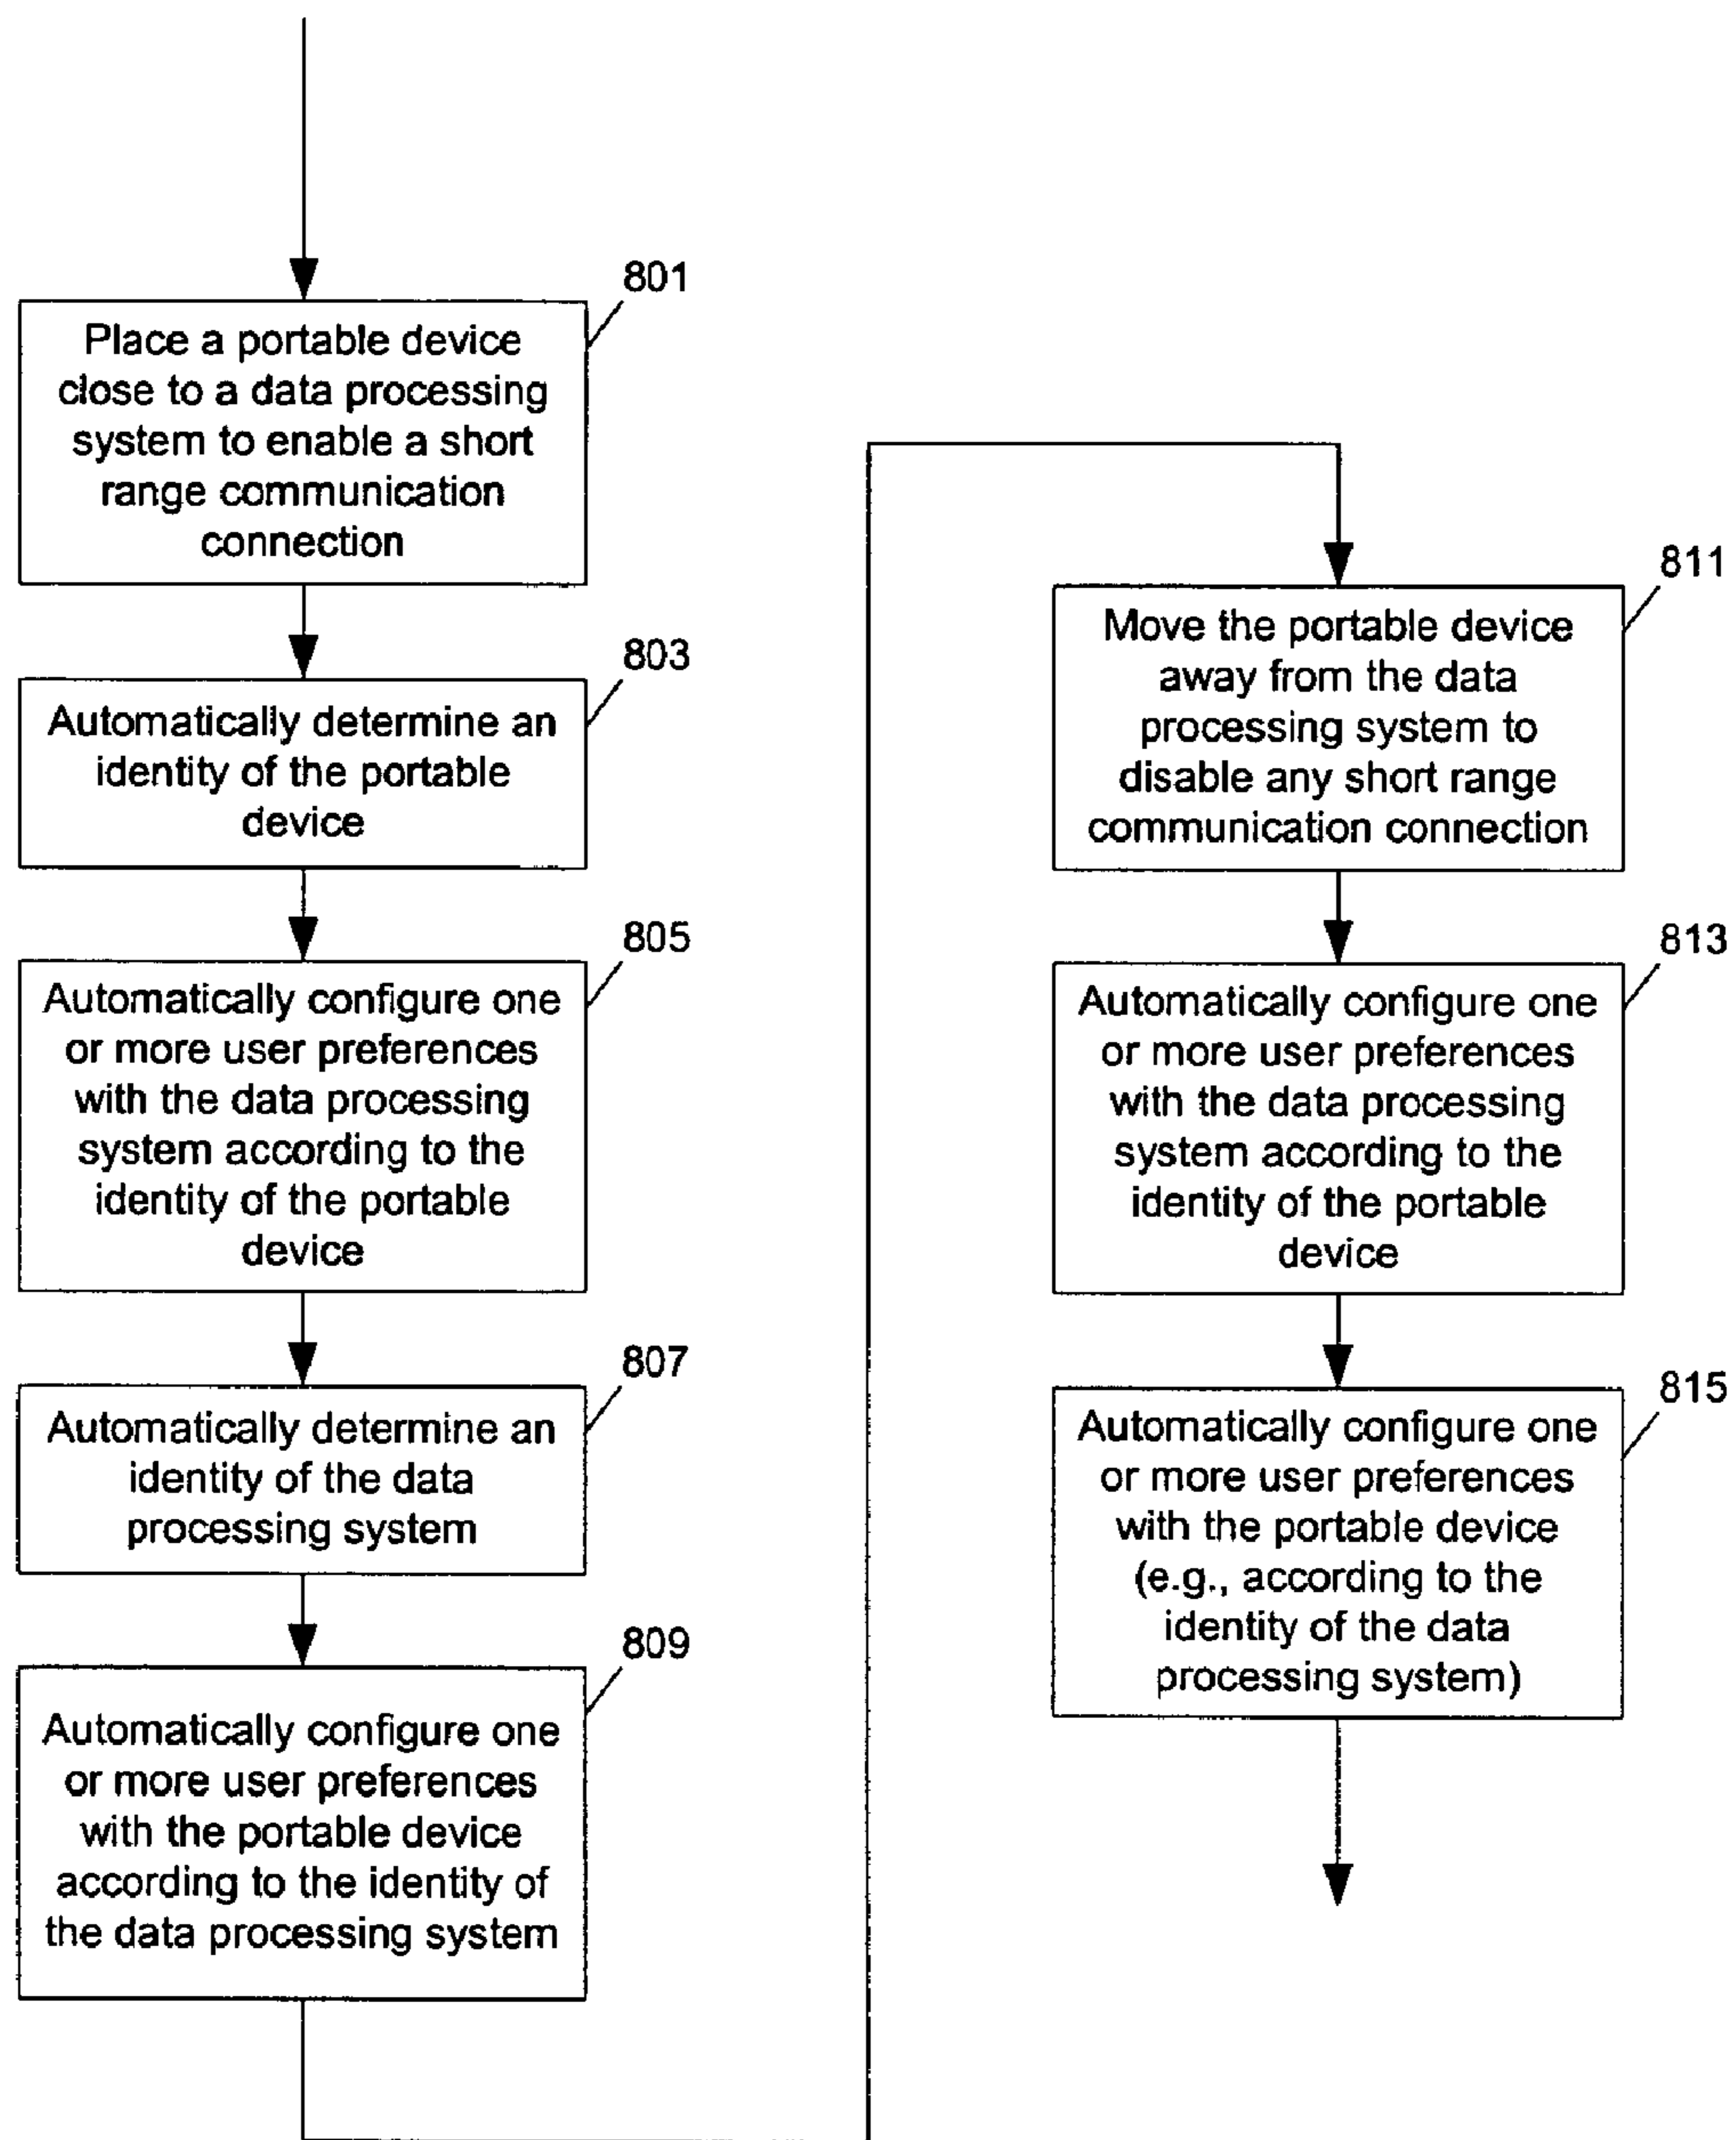 801
Place a portable device
close to a data processing
system to enable a short
range communication
connection
803
Automatically determine an
identity of the portable
device
805
Automatically configure one
or more user preferences
with the data processing
system according to the
identity of the portable
device
807
Automatically determine an
identity of the data
processing system
809
Automatically configure one
or more user preferences
with the portable device
according to the identity of
the data processing system
811
Move the portable device
away from the data
processing system to
disable any short range
communication connection
813
Automatically configure one
or more user preferences
with the data processing
system according to the
identity of the portable
device
815
Automatically configure one
or more user preferences
with the portable device
(e.g., according to the
identity of the data
processing system)